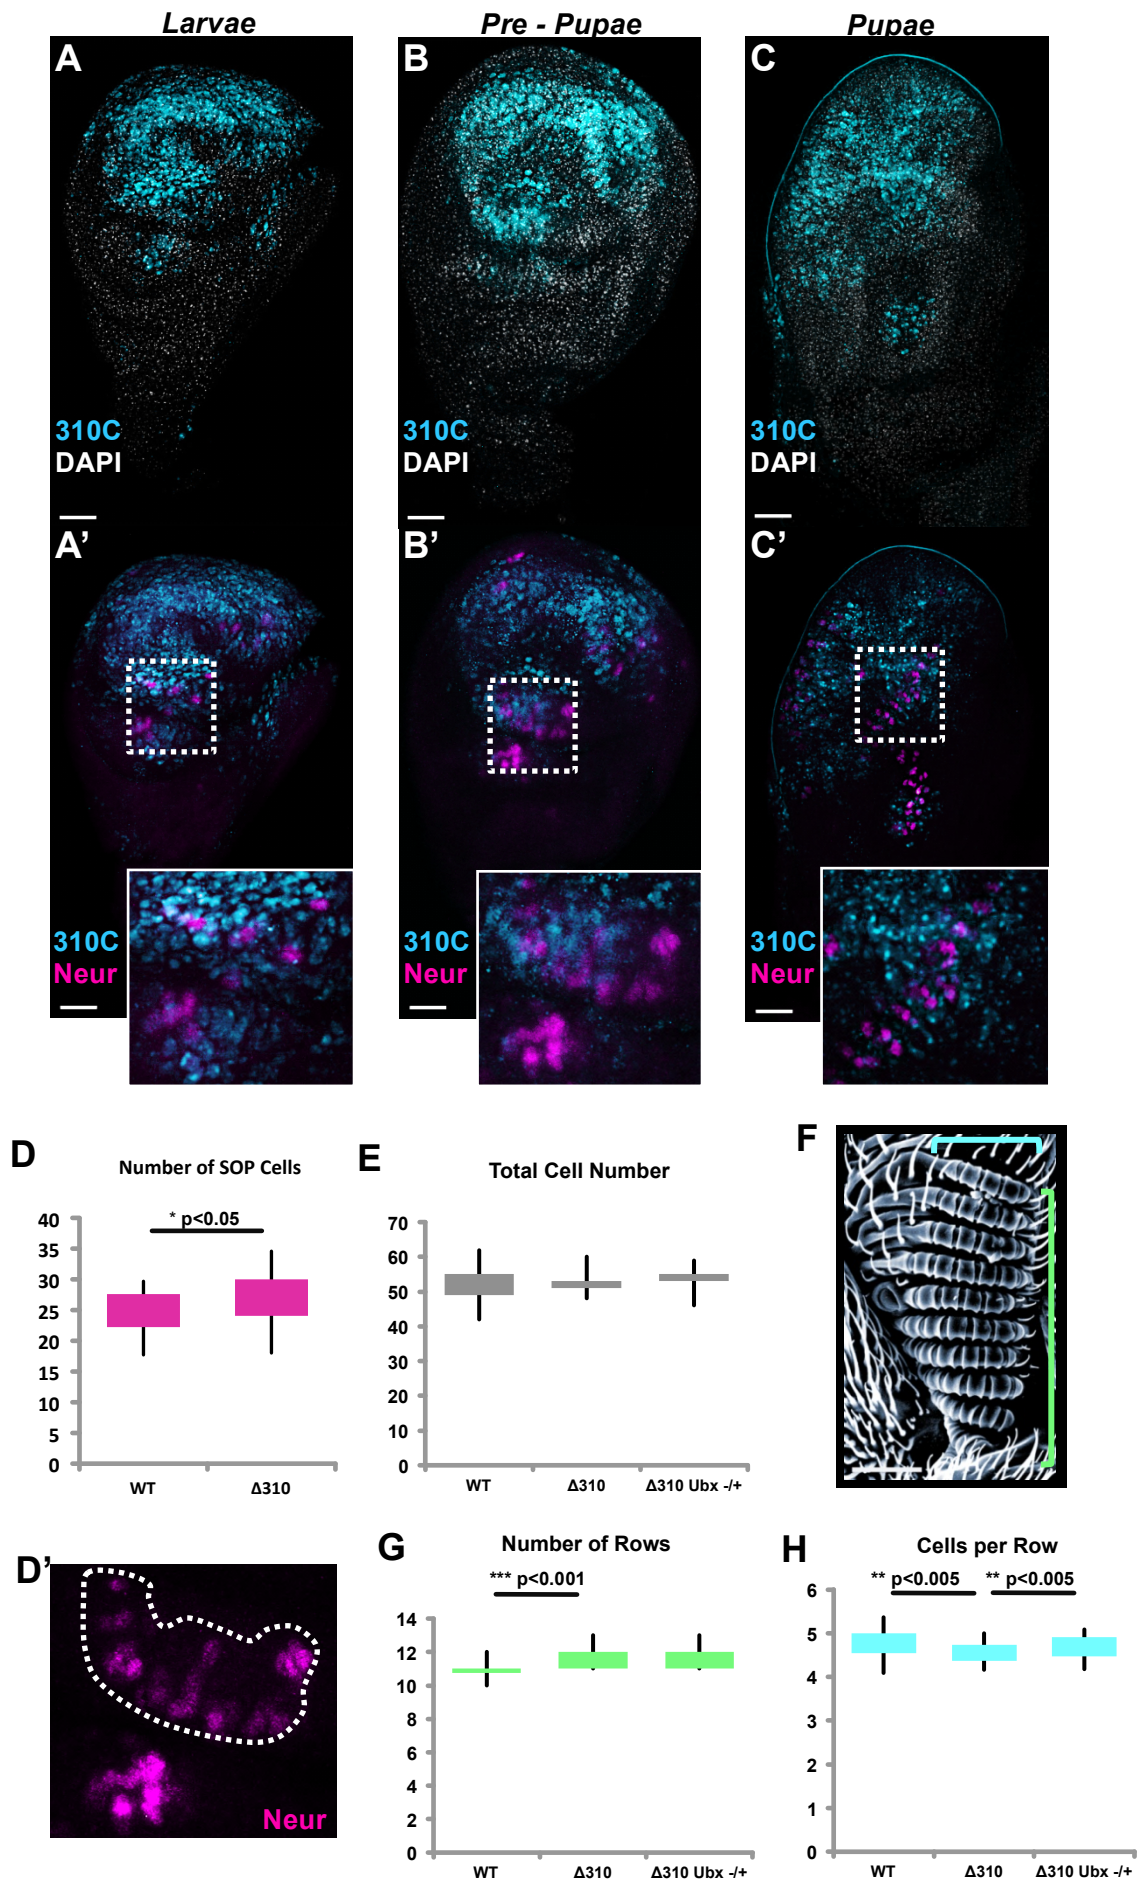 Larvae
Pre - Pupae
Pupae
A
B
C
310C
DAPI
310C
DAPI
310C
DAPI
A’
B’
C’
310C
Neur
310C
Neur
310C
Neur
D
Number of SOP Cells
* p<0.05
40
35
30
25
20
15
10
5
0
WT
Δ310
E
Total Cell Number
70
60
50
40
30
20
10
0
WT
Δ310
Δ310 Ubx -/+
F
D’
Neur
G
Number of Rows
*** p<0.001
14
12
10
8
6
4
2
0
WT
Δ310
Δ310 Ubx -/+
H
Cells per Row
** p<0.005
** p<0.005
6
5
4
3
2
1
0
WT
Δ310
Δ310 Ubx -/+